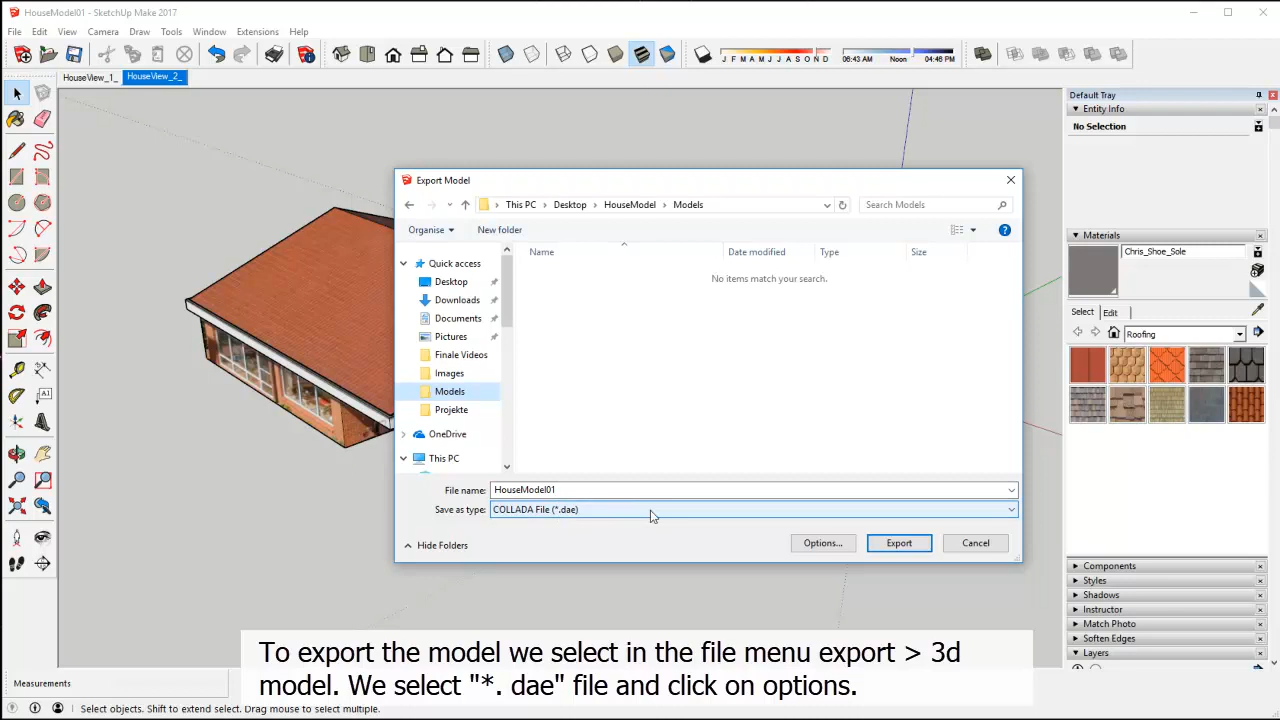 HouseModel01 - SketchUp Make 2017
File Edit View Camera Draw Tools Window Extensions Help
J F M A M J J A S O N D 06:43 AM Noon 04:46 PM
HouseView_1_ HouseView_2_
Default Tray
Entity Info
No Selection
Export Model
This PC > Desktop > HouseModel > Models
Search Models
Organise New folder
Name Date modified Type Size
No items match your search.
Quick access
Desktop
Downloads
Documents
Pictures
Finale Videos
Images
Models
Projekte
OneDrive
This PC
File name: HouseModel01
Save as type: COLLADA File (*.dae)
Hide Folders
Options... Export Cancel
Materials
Chris_Shoe_Sole
Select Edit
Roofing
Components
Styles
Shadows
Instructor
Match Photo
Soften Edges
Layers
A1
To export the model we select in the file menu export > 3d
model. We select "*. dae" file and click on options.
Measurements
Select objects. Shift to extend select. Drag mouse to select multiple.